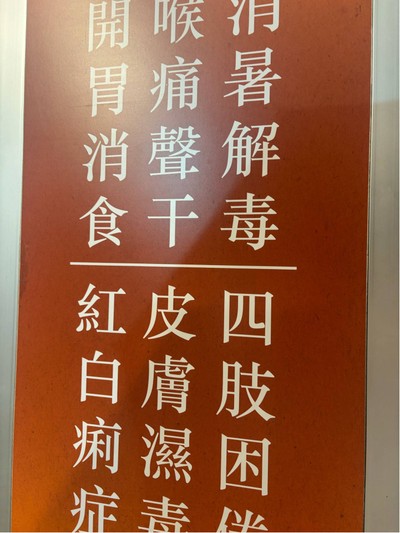 消暑解毒
喉痛聲干
開胃消食
四肢困倦
皮膚濕毒
紅白痢症